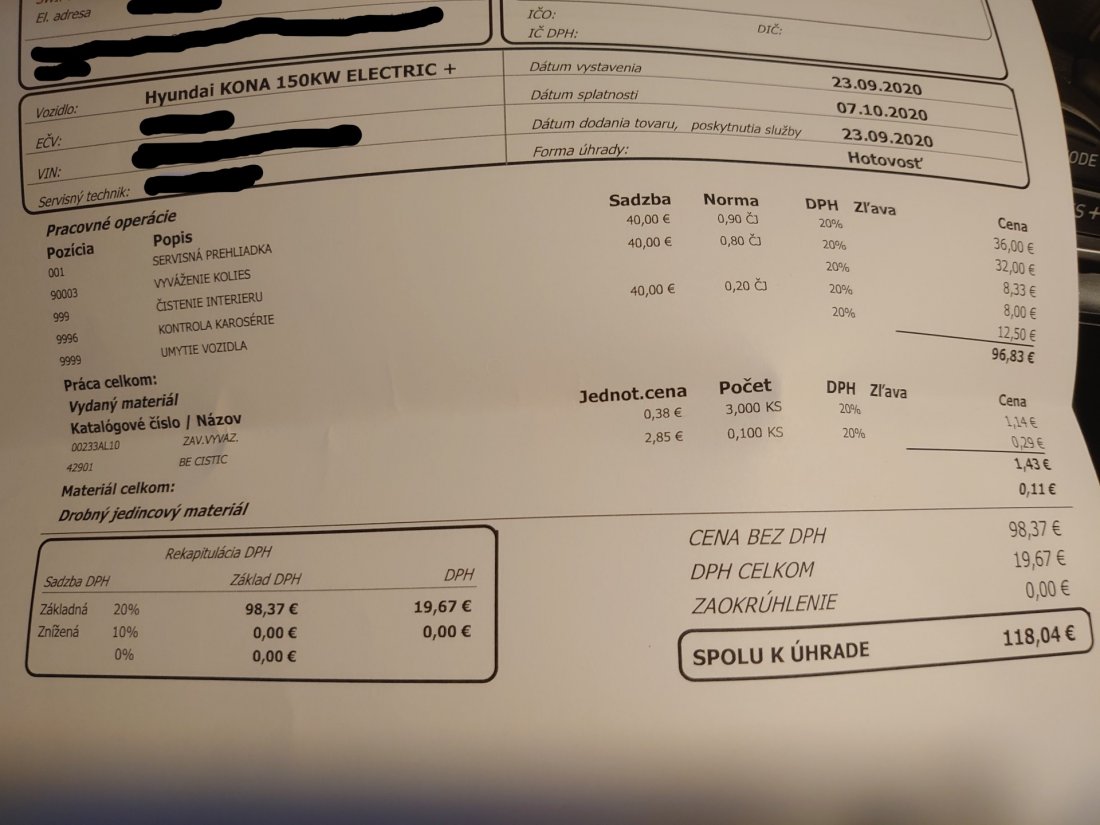 El. adresa
IČO:
IČ DPH:
DIČ:
Vozidlo: Hyundai KONA 150KW ELECTRIC +
EČV:
VIN:
Servisný technik:
Dátum vystavenia 23.09.2020
Dátum splatnosti 07.10.2020
Dátum dodania tovaru, poskytnutia služby 23.09.2020
Forma úhrady: Hotovosť
Pracovné operácie
Pozícia Popis Sadzba Norma DPH Zľava Cena
001 SERVISNÁ PREHLIADKA 40,00 € 0,90 ČJ 20% 36,00 €
90003 VYVÁŽENIE KOLIES 40,00 € 0,80 ČJ 20% 32,00 €
999 ČISTENIE INTERIERU 20% 8,33 €
9996 KONTROLA KAROSÉRIE 40,00 € 0,20 ČJ 20% 8,00 €
9999 UMYTIE VOZIDLA 20% 12,50 €
Práca celkom: 96,83 €
Vydaný materiál
Katalógové číslo / Názov Jednot.cena Počet DPH Zľava Cena
00233AL10 ZAV.VYVAZ. 0,38 € 3,000 KS 20% 1,14 €
42901 BE CISTIC 2,85 € 0,100 KS 20% 0,29 €
Materiál celkom: 1,43 €
Drobný jedincový materiál 0,11 €
Rekapitulácia DPH
Sadzba DPH Základ DPH DPH
Základná 20% 98,37 € 19,67 €
Znížená 10% 0,00 € 0,00 €
0% 0,00 €
CENA BEZ DPH 98,37 €
DPH CELKOM 19,67 €
ZAOKRÚHLENIE 0,00 €
SPOLU K ÚHRADE 118,04 €